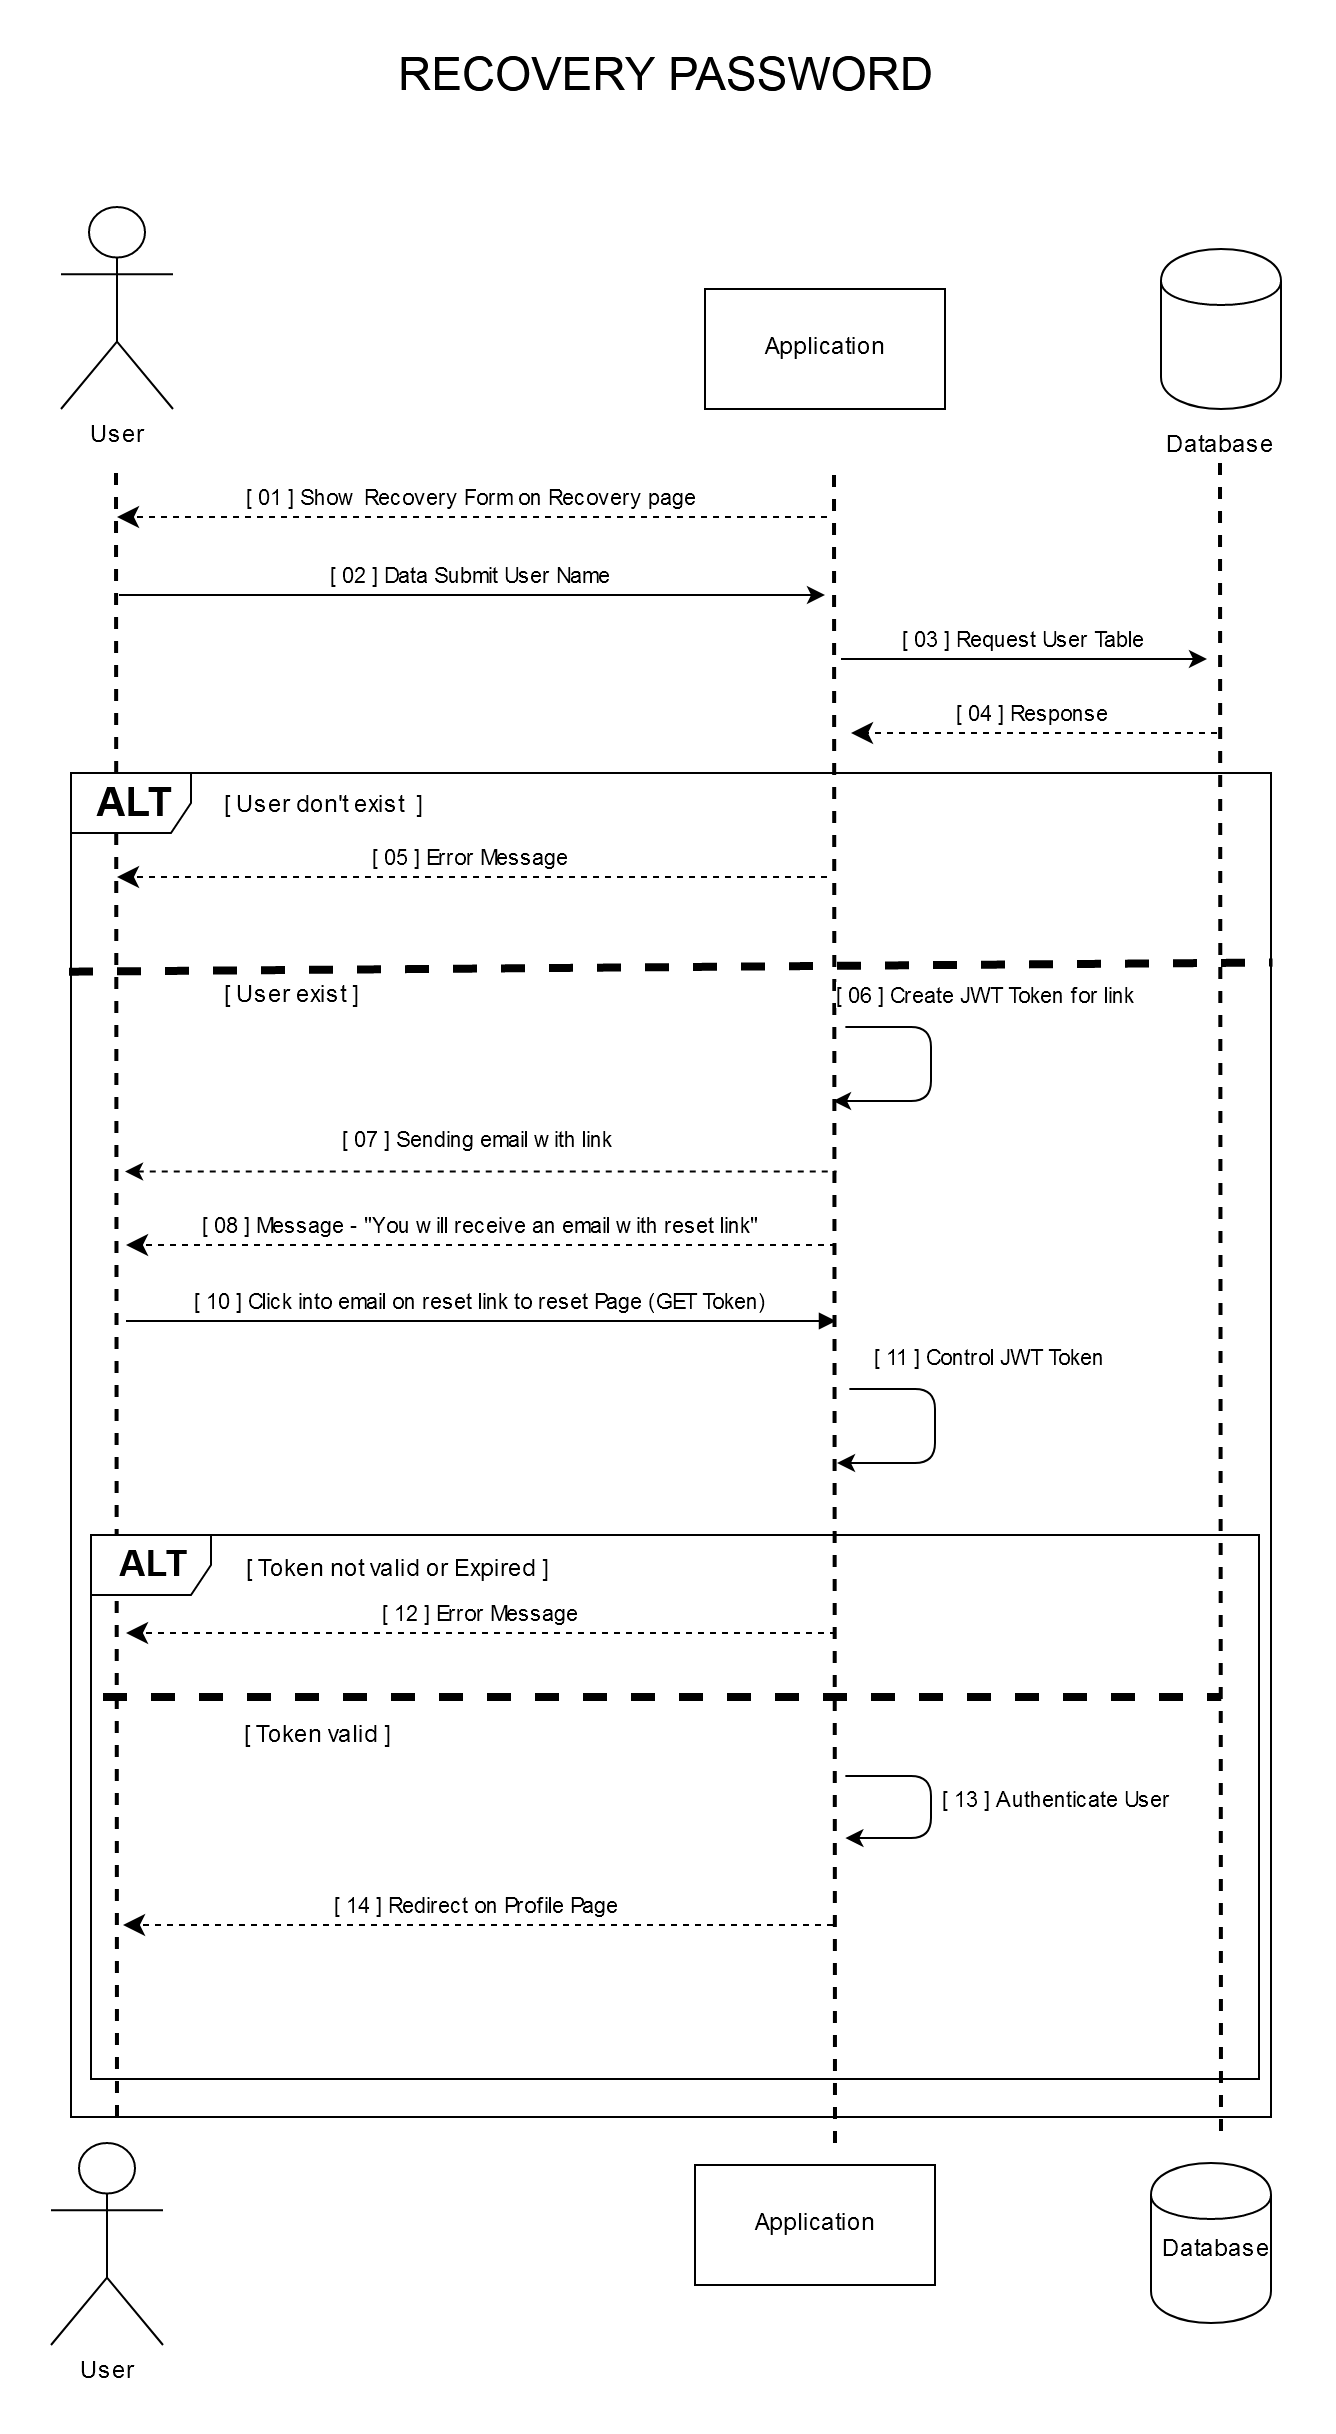 RECOVERY PASSWORD
Application
User
Database
[ 01 ] Show Recovery Form on Recovery page
[ 02 ] Data Submit User Name
[ 03 ] Request User Table
[ 04 ] Response
ALT
[ User don't exist ]
[ 05 ] Error Message
[ User exist ]
[ 06 ] Create JWT Token for link
[ 07 ] Sending email with link
[ 08 ] Message - "You will receive an email with reset link"
[ 10 ] Click into email on reset link to reset Page (GET Token)
[ 11 ] Control JWT Token
ALT
[ Token not valid or Expired ]
[ 12 ] Error Message
[ Token valid ]
[ 13 ] Authenticate User
[ 14 ] Redirect on Profile Page
Application
Database
User